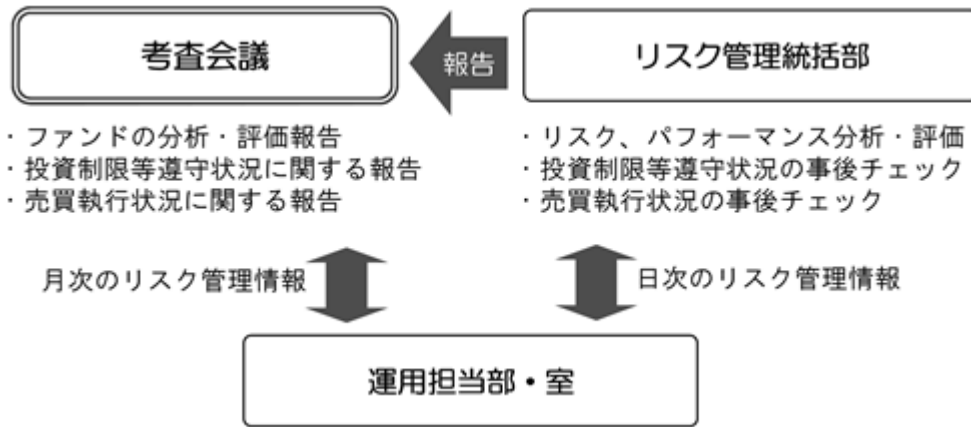 考査会議
報告
リスク管理統括部
・ファンドの分析・評価報告
・投資制限等遵守状況に関する報告
・売買執行状況に関する報告
・リスク、パフォーマンス分析・評価
・投資制限等遵守状況の事後チェック
・売買執行状況の事後チェック
月次のリスク管理情報
日次のリスク管理情報
運用担当部・室